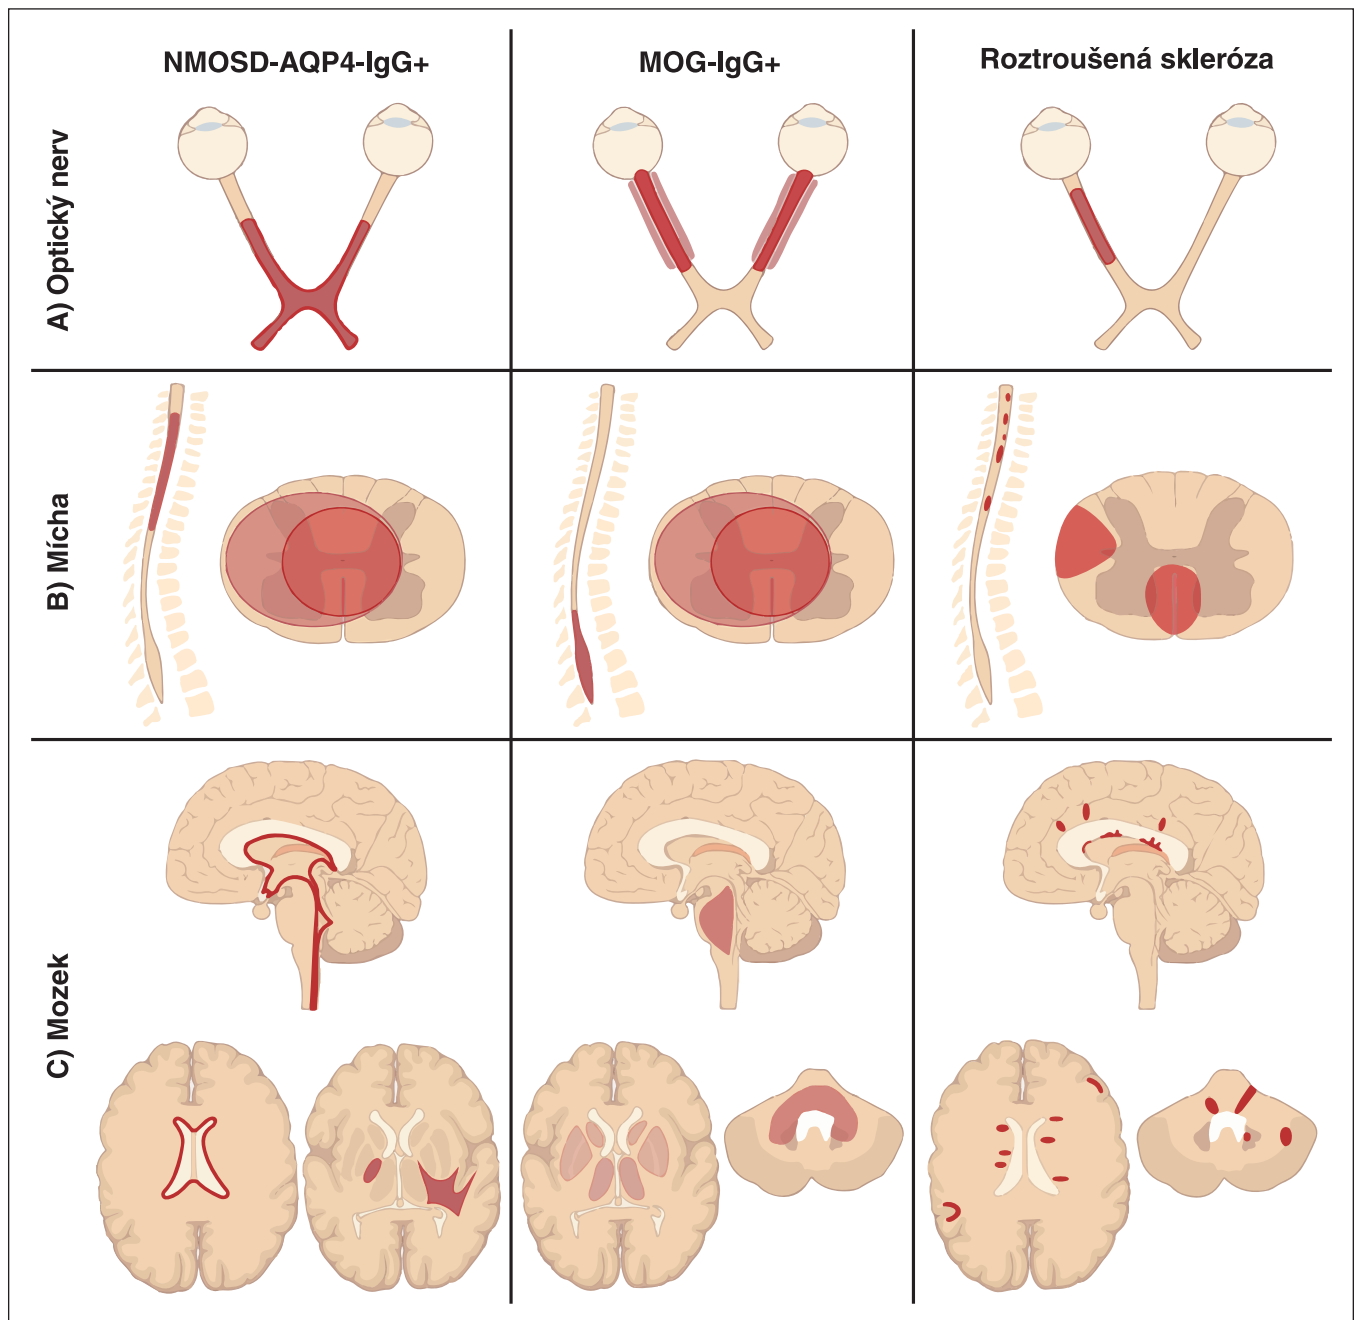 NMOSD-AQP4-IgG+
MOG-IgG+
Roztroušená skleróza
A) Optický nerv
B) Mícha
C) Mozek